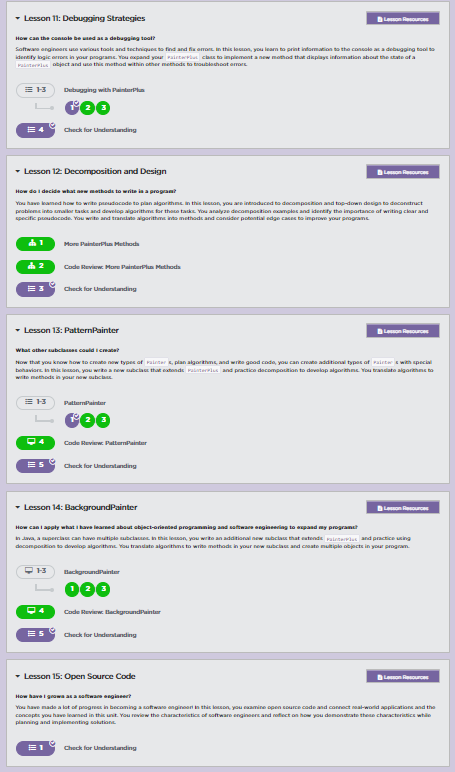 Lesson 11: Debugging Strategies
Lesson Resources
How can the console be used as a debugging tool?
Software engineers use various tools and techniques to find and fix errors. In this lesson, you learn to print information to the console as a debugging tool to
identify logic errors in your programs. You expand your PainterPlus class to implement a new method that displays information about the state of a
PainterPlus object and use this method within other methods to troubleshoot errors.
1-3 Debugging with PainterPlus
1 2 3
4 Check for Understanding
Lesson 12: Decomposition and Design
Lesson Resources
How do I decide what new methods to write in a program?
You have learned how to write pseudocode to plan algorithms. In this lesson, you are introduced to decomposition and top-down design to deconstruct
problems into smaller tasks and develop algorithms for these tasks. You analyze decomposition examples and identify the importance of writing clear and
specific pseudocode. You write and translate algorithms into methods and consider potential edge cases to improve your programs.
1 More PainterPlus Methods
2 Code Review: More PainterPlus Methods
3 Check for Understanding
Lesson 13: PatternPainter
Lesson Resources
What other subclasses could I create?
Now that you know how to create new types of Painter s, plan algorithms, and write good code, you can create additional types of Painter s with special
behaviors. In this lesson, you write a new subclass that extends PainterPlus and practice decomposition to develop algorithms. You translate algorithms to
write methods in your new subclass.
1-3 PatternPainter
1 2 3
4 Code Review: PatternPainter
5 Check for Understanding
Lesson 14: BackgroundPainter
Lesson Resources
How can I apply what I have learned about object-oriented programming and software engineering to expand my programs?
In Java, a superclass can have multiple subclasses. In this lesson, you write an additional new subclass that extends PainterPlus and practice using
decomposition to develop algorithms. You translate algorithms to write methods in your new subclass and create multiple objects in your program.
1-3 BackgroundPainter
1 2 3
4 Code Review: BackgroundPainter
5 Check for Understanding
Lesson 15: Open Source Code
Lesson Resources
How have I grown as a software engineer?
You have made a lot of progress in becoming a software engineer! In this lesson, you examine open source code and connect real-world applications and the
concepts you have learned in this unit. You review the characteristics of software engineers and reflect on how you demonstrate these characteristics while
planning and implementing solutions.
1 Check for Understanding